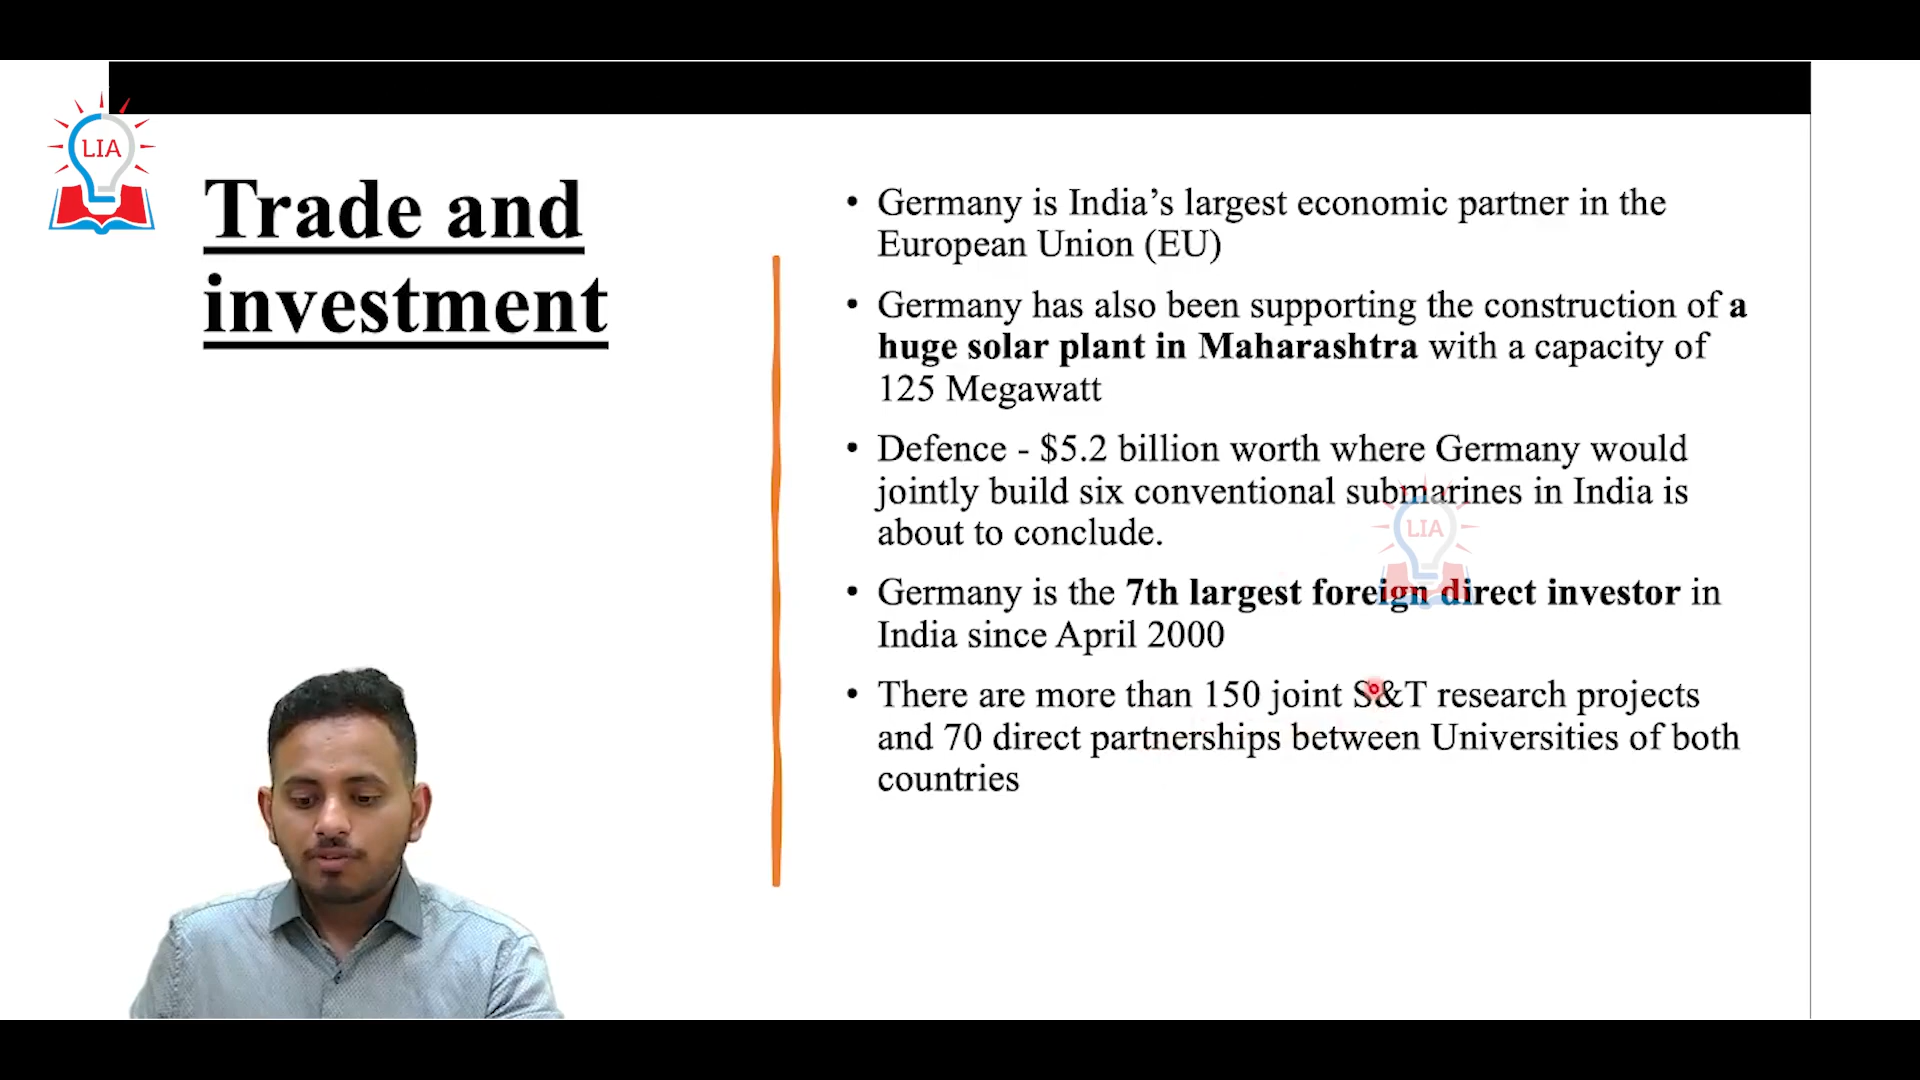 LIA
Trade and
investment
• Germany is India’s largest economic partner in the
European Union (EU)
• Germany has also been supporting the construction of a
huge solar plant in Maharashtra with a capacity of
125 Megawatt
• Defence - $5.2 billion worth where Germany would
jointly build six conventional submarines in India is
about to conclude.
LIA
• Germany is the 7th largest foreign direct investor in
India since April 2000
• There are more than 150 joint S&T research projects
and 70 direct partnerships between Universities of both
countries